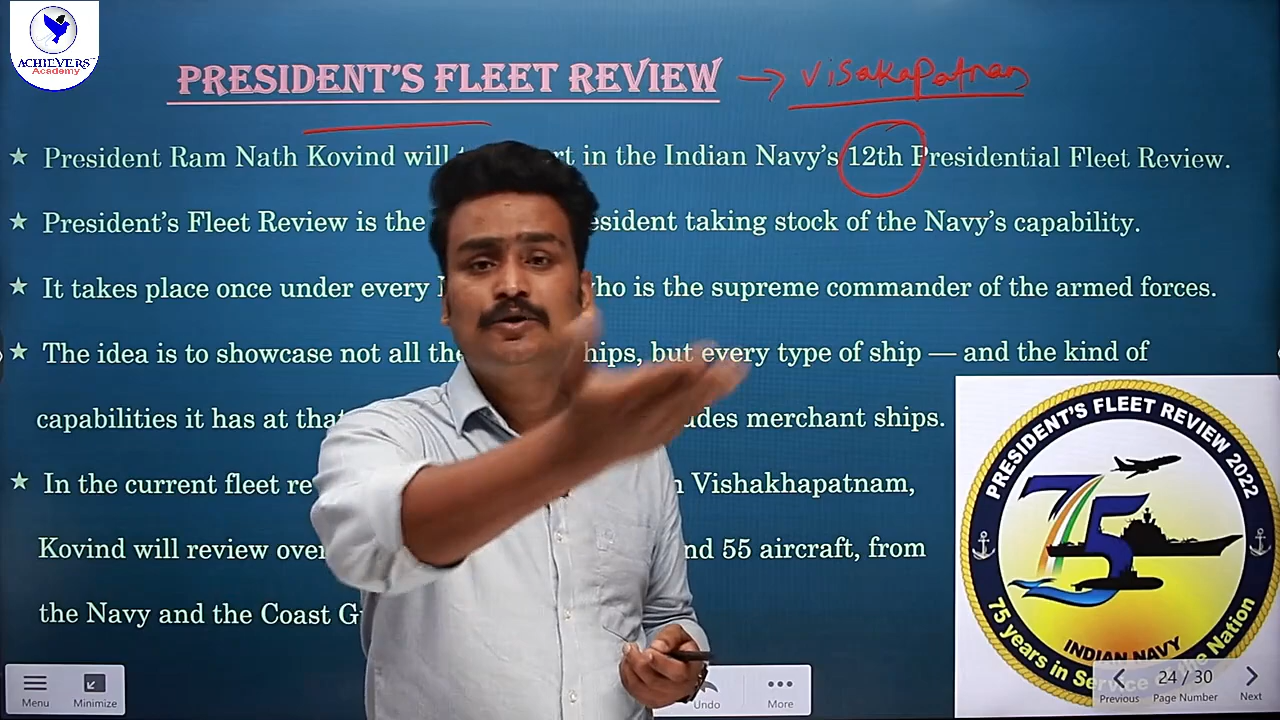 ACHIEVERS
Academy
PRESIDENT'S FLEET REVIEW → Visakapatnam
★ President Ram Nath Kovind will rt in the Indian Navy's 12th Presidential Fleet Review.
★ President's Fleet Review is the esident taking stock of the Navy's capability.
★ It takes place once under every ho is the supreme commander of the armed forces.
★ The idea is to showcase not all the hips, but every type of ship — and the kind of
capabilities it has at that udes merchant ships.
★ In the current fleet re Vishakhapatnam,
Kovind will review over nd 55 aircraft, from
the Navy and the Coast G
PRESIDENT'S FLEET REVIEW 2022
75
INDIAN NAVY
75 years in Service of the Nation
Menu
Minimize
Undo
More
Previous
24 / 30
Page Number
Next